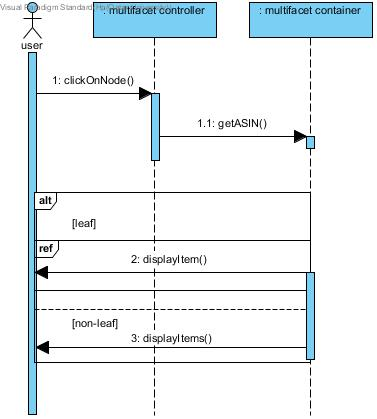 Visual Paradigm Standard
: multifacet controller
: multifacet container
user
1: clickOnNode()
1.1: getASIN()
alt
[leaf]
ref
2: displayItem()
[non-leaf]
3: displayItems()